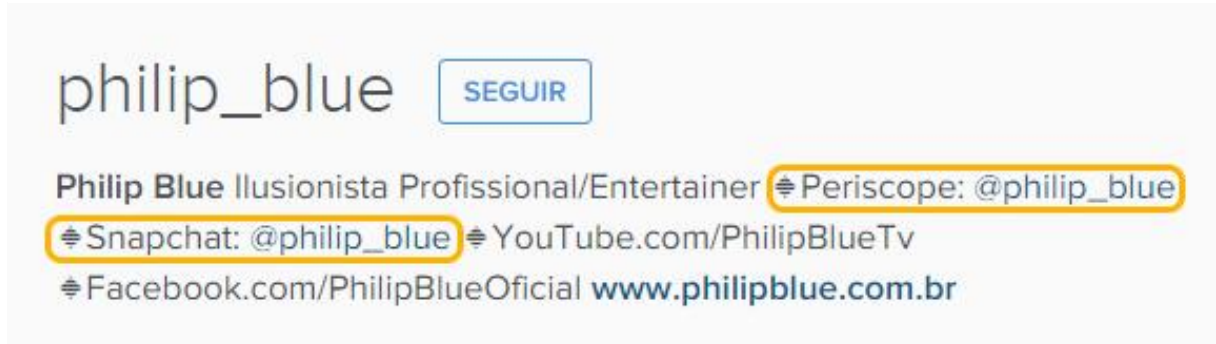 philip_blue SEGUIR
Philip Blue Ilusionista Profissional/Entertainer Periscope: @philip_blue
Snapchat: @philip_blue YouTube.com/PhilipBlueTv
Facebook.com/PhilipBlueOficial www.philipblue.com.br